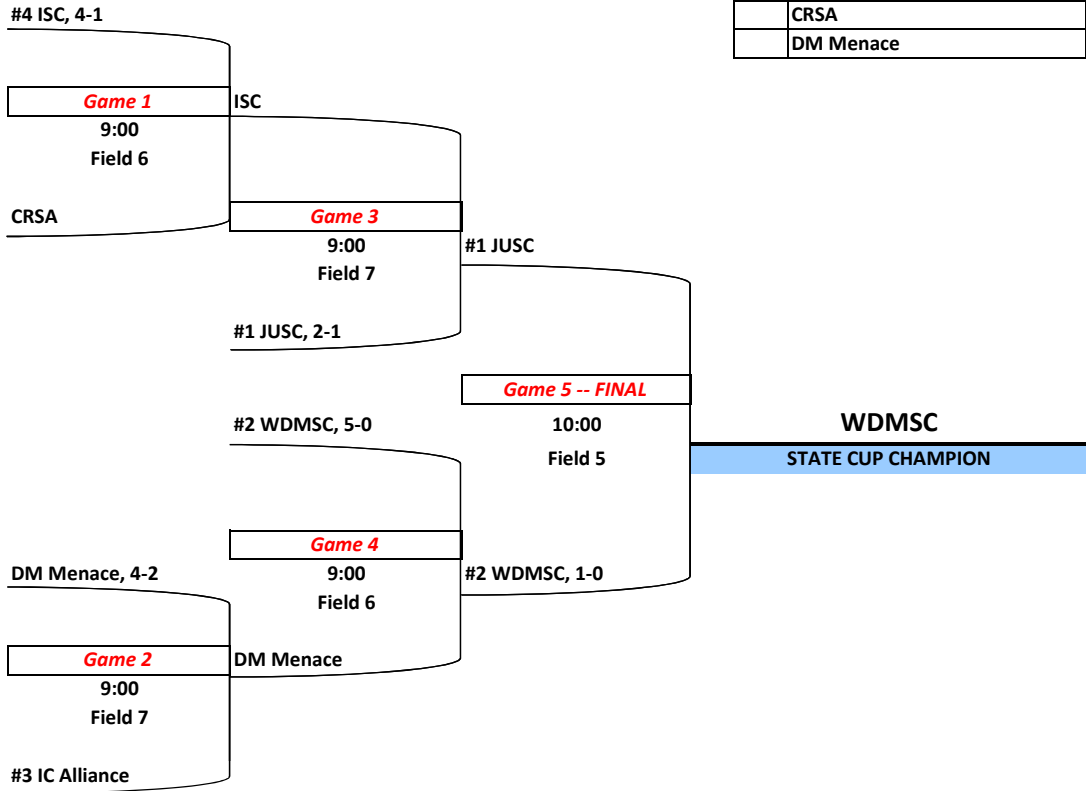 #4 ISC, 4-1
CRSA
DM Menace
Game 1
ISC
9:00
Field 6
CRSA
Game 3
9:00
#1 JUSC
Field 7
#1 JUSC, 2-1
Game 5 -- FINAL
#2 WDMSC, 5-0
10:00
WDMSC
Field 5
STATE CUP CHAMPION
Game 4
DM Menace, 4-2
9:00
#2 WDMSC, 1-0
Field 6
Game 2
DM Menace
9:00
Field 7
#3 IC Alliance